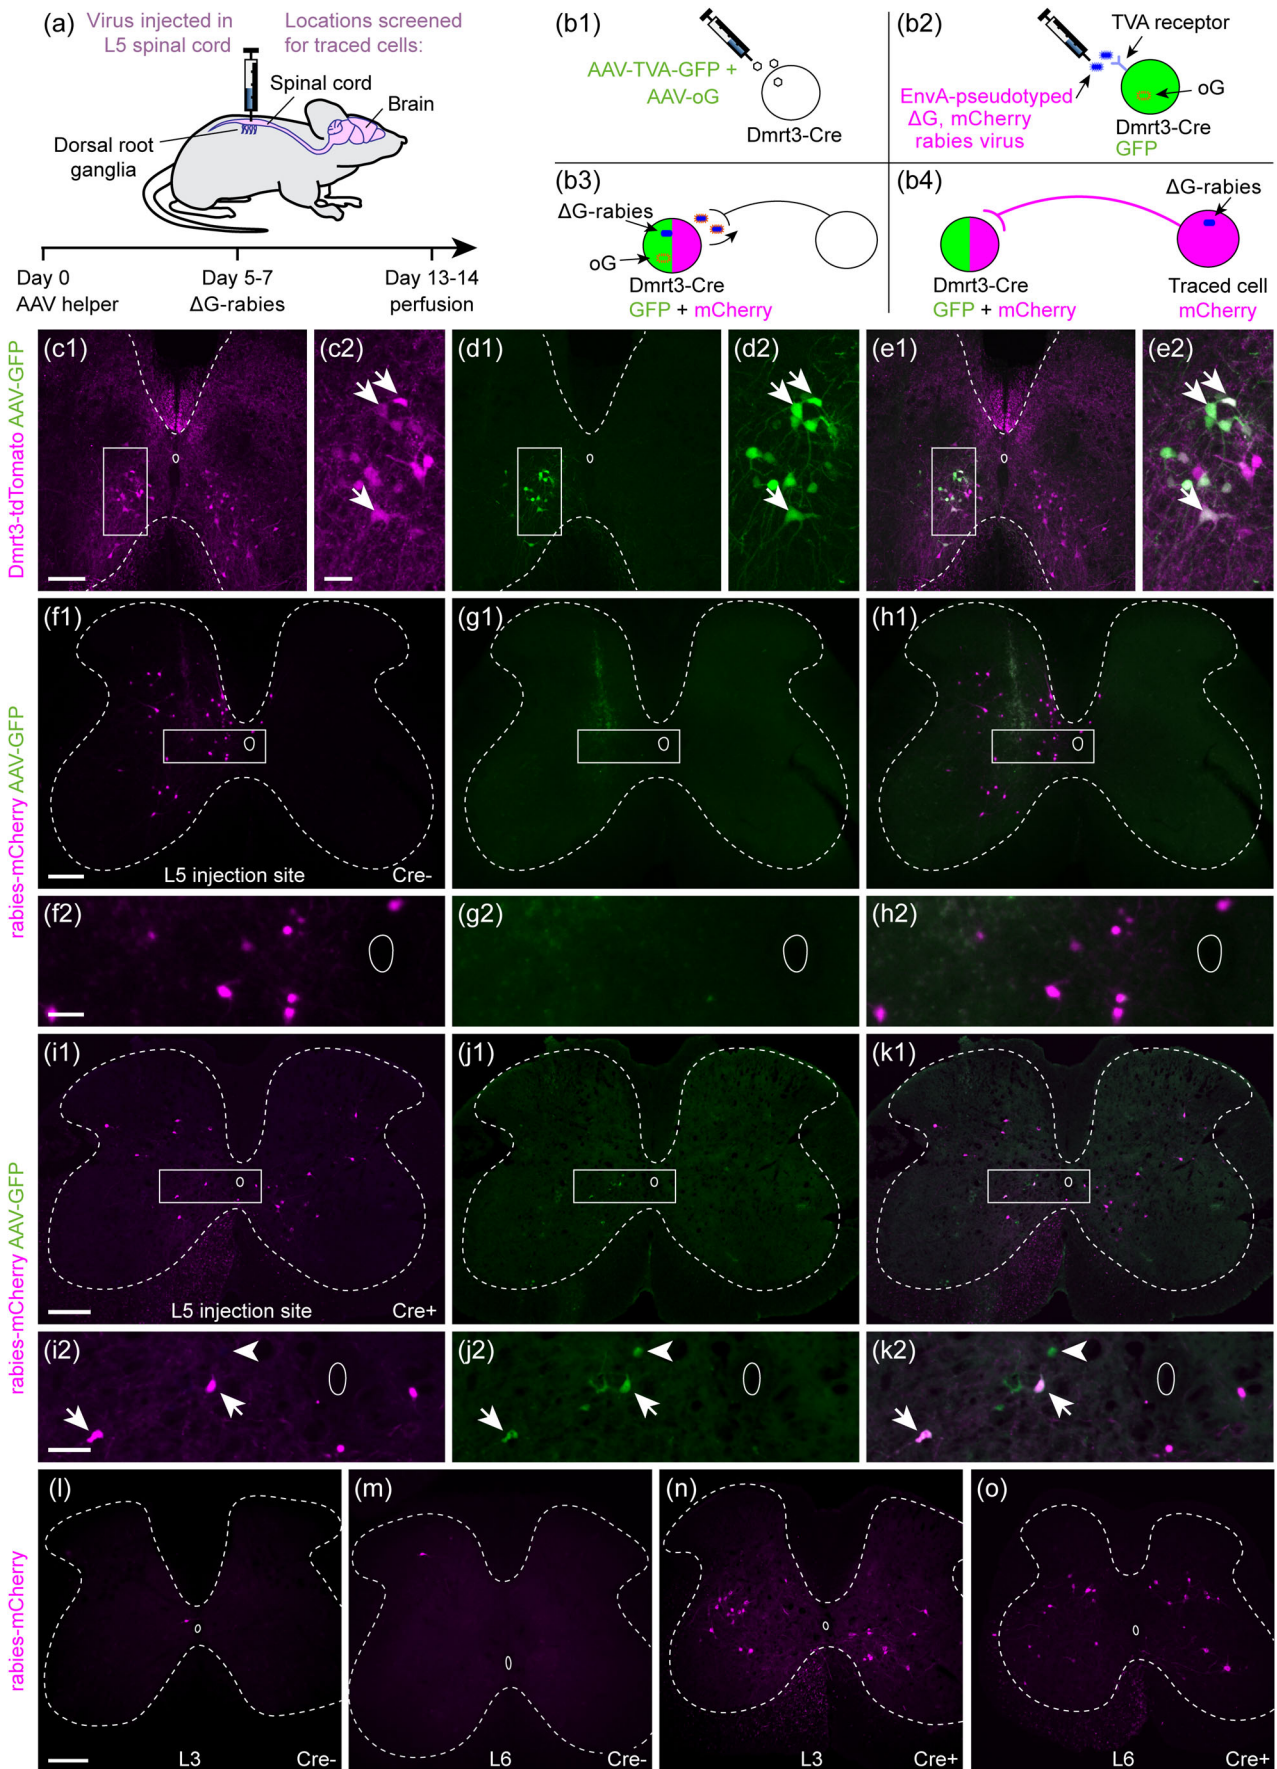 (a)
Virus injected in
L5 spinal cord
Locations screened
for traced cells:
Spinal cord
Brain
Dorsal root
ganglia
Day 0
AAV helper
Day 5-7
ΔG-rabies
Day 13-14
perfusion
(b1)
AAV-TVA-GFP +
AAV-oG
Dmrt3-Cre
(b2)
TVA receptor
EnvA-pseudotyped
ΔG, mCherry
rabies virus
oG
Dmrt3-Cre
GFP
(b3)
ΔG-rabies
oG
Dmrt3-Cre
GFP + mCherry
(b4)
ΔG-rabies
Dmrt3-Cre
GFP + mCherry
Traced cell
mCherry
Dmrt3-tdTomato AAV-GFP
(c1)
(c2)
(d1)
(d2)
(e1)
(e2)
rabies-mCherry AAV-GFP
(f1)
L5 injection site
Cre-
(g1)
(h1)
(f2)
(g2)
(h2)
rabies-mCherry AAV-GFP
(i1)
L5 injection site
Cre+
(j1)
(k1)
(i2)
(j2)
(k2)
rabies-mCherry
(l)
L3
Cre-
(m)
L6
Cre-
(n)
L3
Cre+
(o)
L6
Cre+